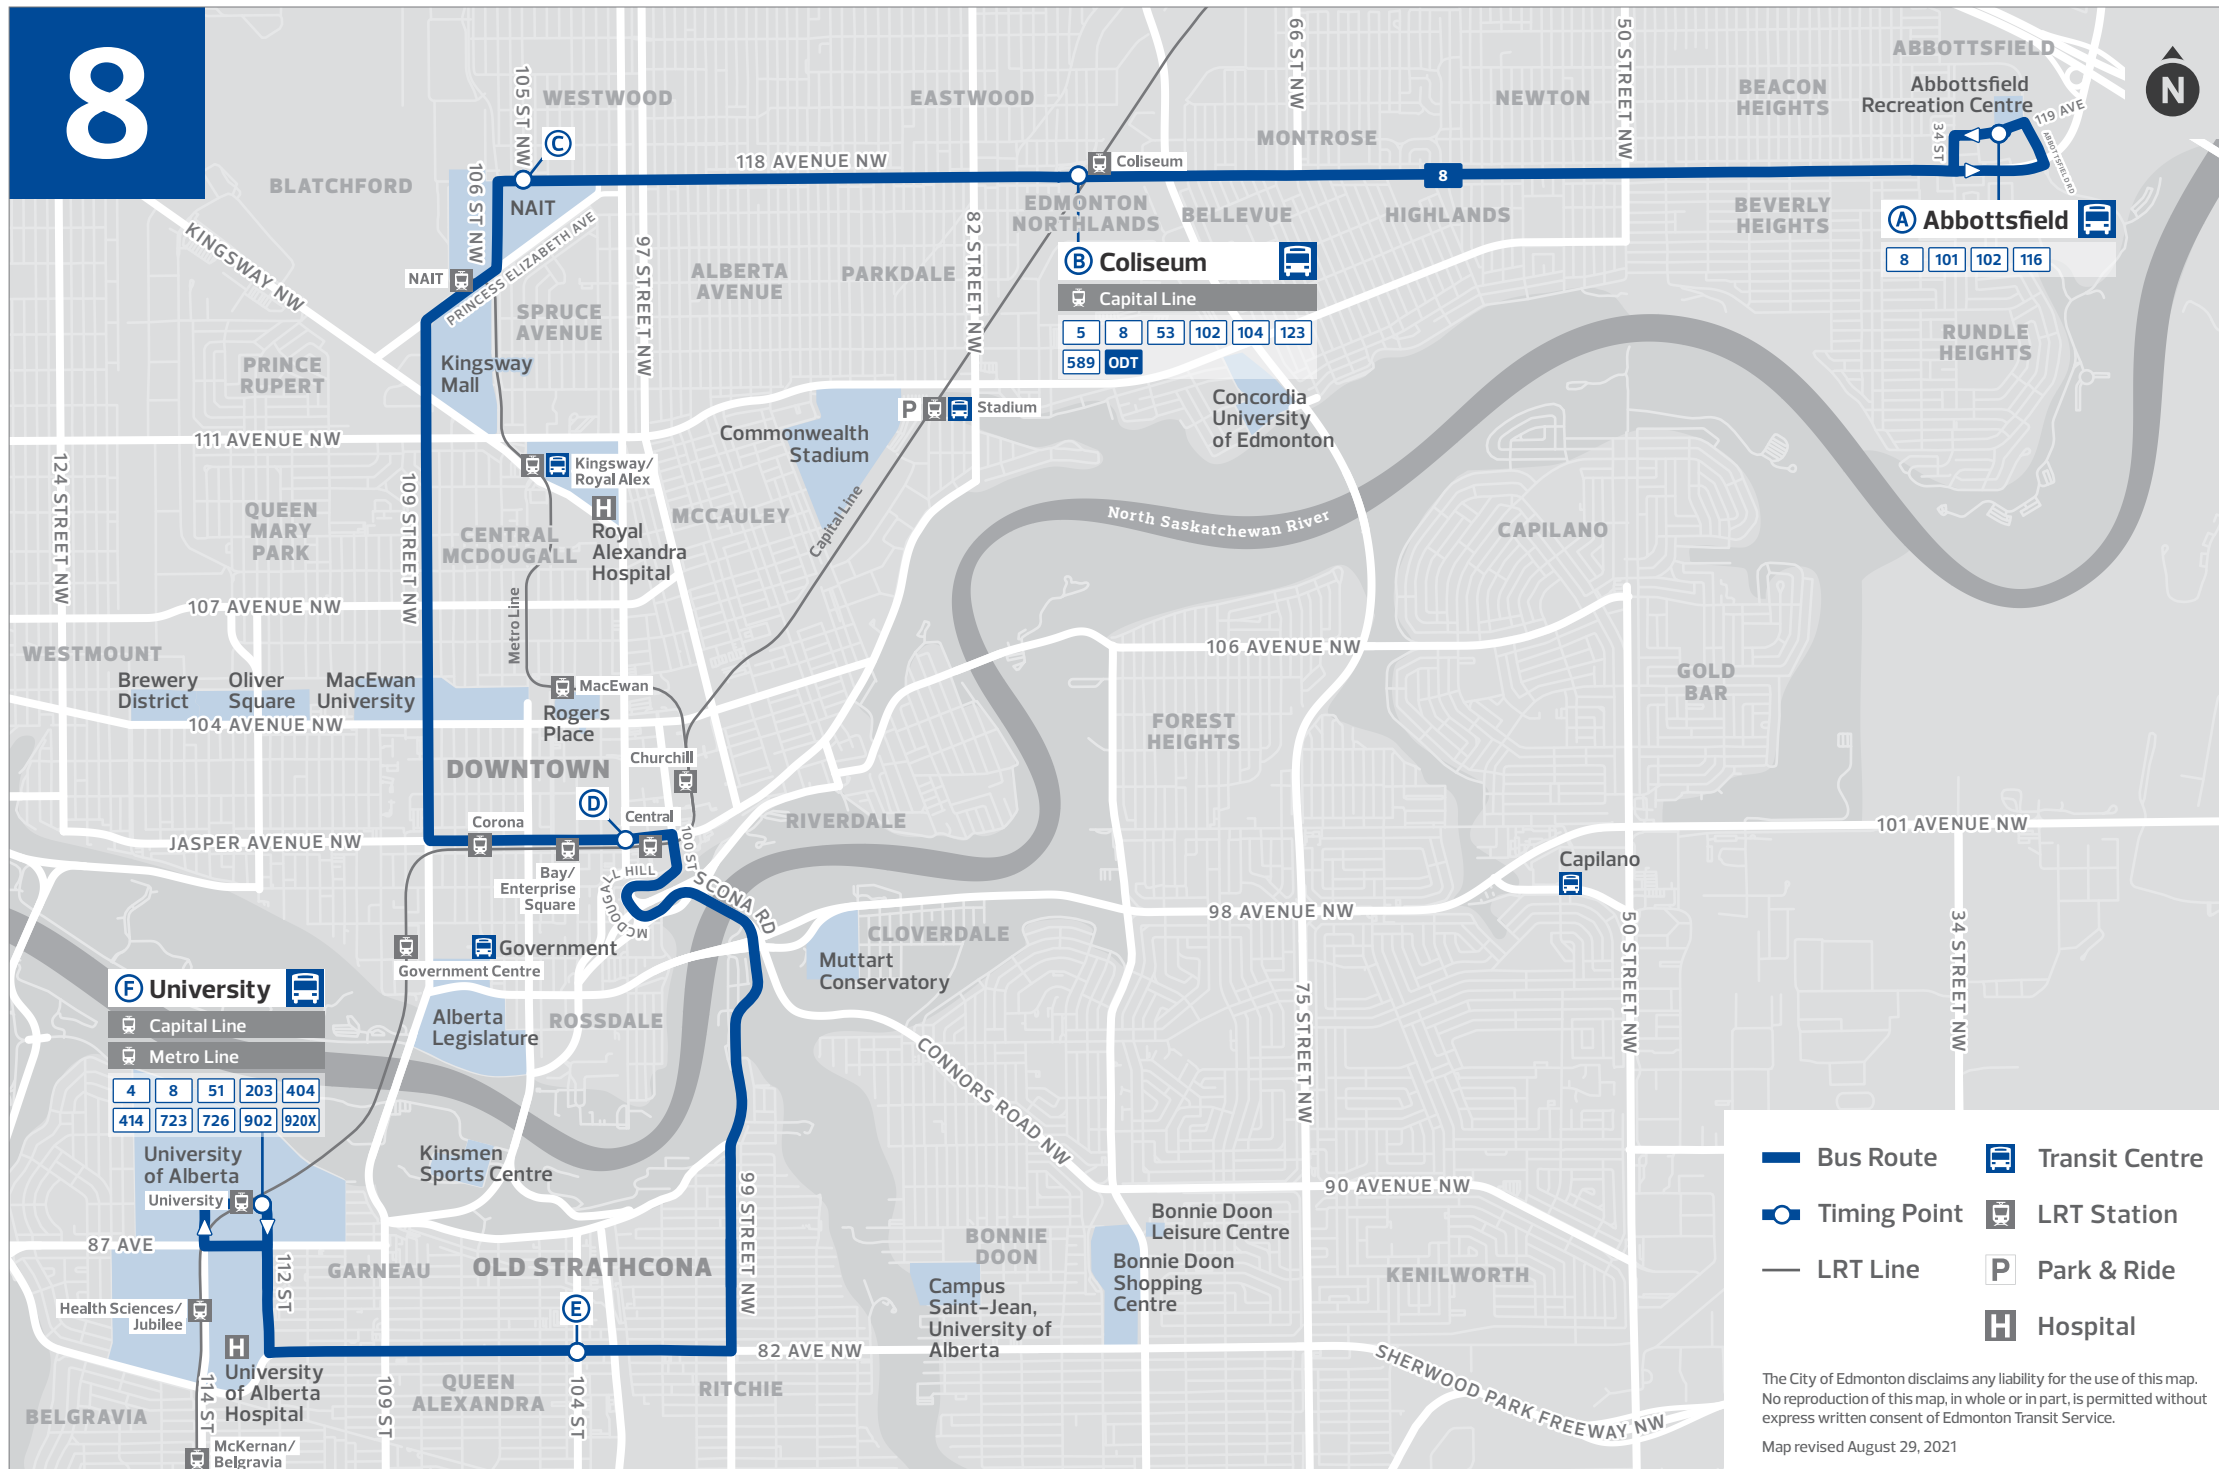 8
N
ABBOTTSFIELD
Abbottsfield
Recreation Centre
119 AVE
ABBOTTSFIELD RD
34 ST
BEACON
HEIGHTS
NEWTON
50 STREET NW
66 ST NW
MONTROSE
EASTWOOD
WESTWOOD
105 ST NW
C
118 AVENUE NW
Coliseum
8
BLATCHFORD
106 ST NW
NAIT
KINGSWAY NW
NAIT
PRINCESS ELIZABETH AVE
97 STREET NW
82 STREET NW
EDMONTON
NORTHLANDS
BELLEVUE
HIGHLANDS
BEVERLY
HEIGHTS
A Abbottsfield
8 101 102 116
B Coliseum
Capital Line
5 8 53 102 104 123
589 ODT
ALBERTA
AVENUE
PARKDALE
SPRUCE
AVENUE
PRINCE
RUPERT
Kingsway
Mall
RUNDLE
HEIGHTS
Concordia
University
of Edmonton
P Stadium
Commonwealth
Stadium
111 AVENUE NW
124 STREET NW
109 STREET NW
Kingsway/
Royal Alex
H
Royal
Alexandra
Hospital
QUEEN
MARY
PARK
CENTRAL
MCDOUGALL
MCCAULEY
Capital Line
Metro Line
North Saskatchewan River
CAPILANO
107 AVENUE NW
106 AVENUE NW
WESTMOUNT
Brewery
District
Oliver
Square
MacEwan
University
104 AVENUE NW
MacEwan
Rogers
Place
GOLD
BAR
FOREST
HEIGHTS
Churchill
DOWNTOWN
D
Central
Corona
JASPER AVENUE NW
Bay/
Enterprise
Square
100 ST
MCDOUGALL HILL
SCONA RD
RIVERDALE
101 AVENUE NW
Capilano
98 AVENUE NW
50 STREET NW
34 STREET NW
CLOVERDALE
Muttart
Conservatory
Government
Government Centre
Alberta
Legislature
ROSSDALE
F University
Capital Line
Metro Line
4 8 51 203 404
414 723 726 902 920X
University
of Alberta
University
CONNORS ROAD NW
75 STREET NW
Kinsmen
Sports Centre
99 STREET NW
90 AVENUE NW
87 AVE
112 ST
GARNEAU
OLD STRATHCONA
BONNIE
DOON
Bonnie Doon
Leisure Centre
Bonnie Doon
Shopping
Centre
KENILWORTH
Campus
Saint-Jean,
University of
Alberta
Health Sciences/
Jubilee
H
University
of Alberta
Hospital
E
82 AVE NW
SHERWOOD PARK FREEWAY NW
114 ST
109 ST
104 ST
QUEEN
ALEXANDRA
RITCHIE
BELGRAVIA
McKernan/
Belgravia
Bus Route
Transit Centre
Timing Point
LRT Station
LRT Line
P Park & Ride
H Hospital
The City of Edmonton disclaims any liability for the use of this map.
No reproduction of this map, in whole or in part, is permitted without
express written consent of Edmonton Transit Service.
Map revised August 29, 2021